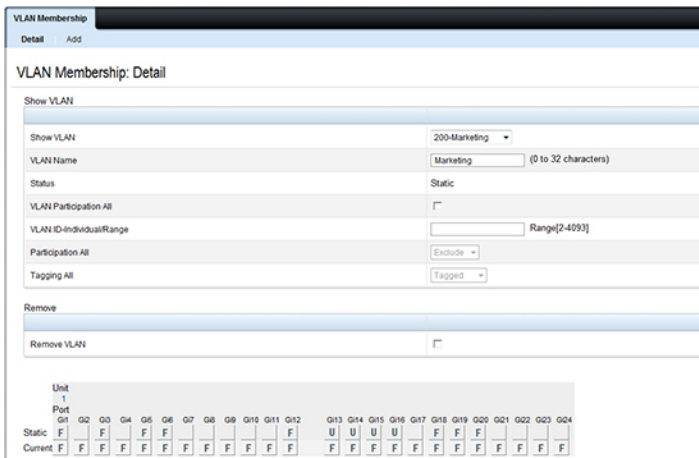 VLAN Membership
Detail Add
VLAN Membership: Detail
Show VLAN
Show VLAN 200-Marketing
VLAN Name Marketing (0 to 32 characters)
Status Static
VLAN Participation All
VLAN ID-Individual/Range Range[2-4093]
Participation All Exclude
Tagging All Tagged
Remove
Remove VLAN
Unit
1
Port
Gi1 Gi2 Gi3 Gi4 Gi5 Gi6 Gi7 Gi8 Gi9 Gi10 Gi11 Gi12 Gi13 Gi14 Gi15 Gi16 Gi17 Gi18 Gi19 Gi20 Gi21 Gi22 Gi23 Gi24
Static F F F F F U U U U F F F
Current F F F F F F F F F F F F F F F F F F F F F F F F